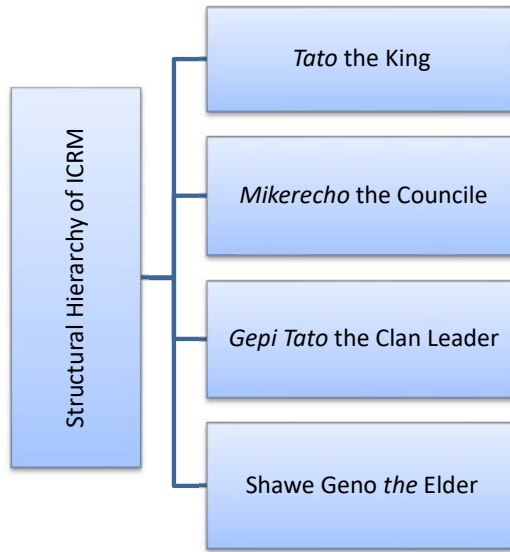 Structural Hierarchy of ICRM
Tato the King
Mikerecho the Councile
Gepi Tato the Clan Leader
Shawe Geno the Elder